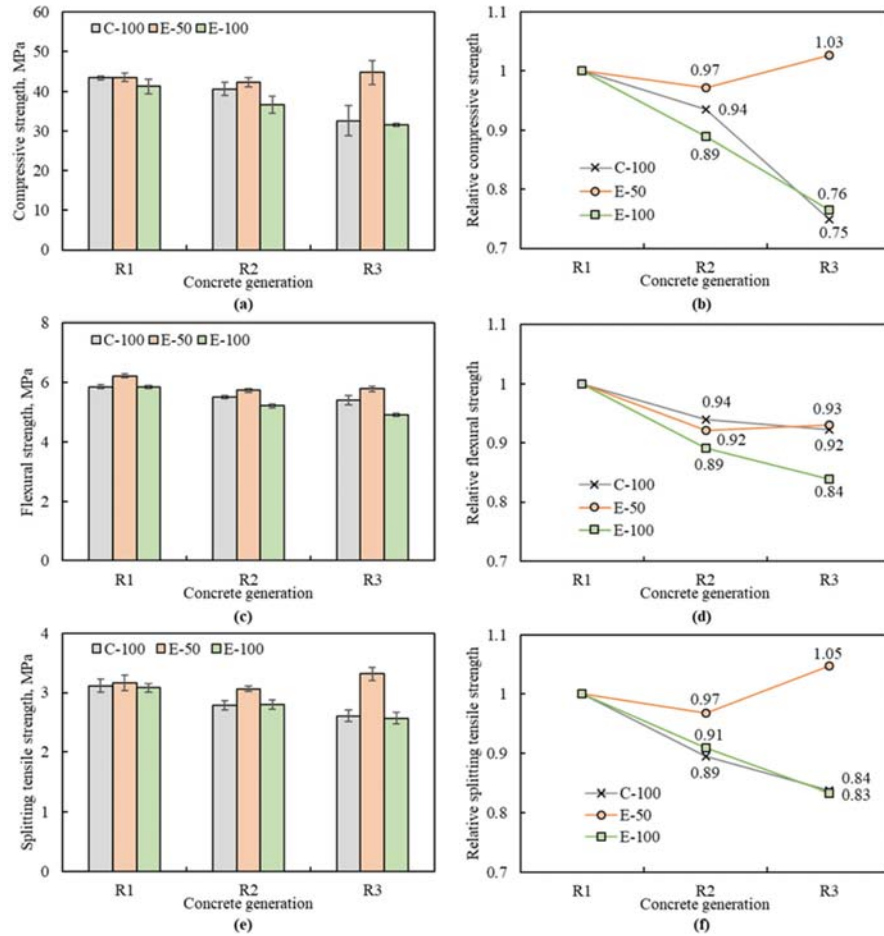 60
50
40
30
20
10
0
Compressive strength, MPa
C-100 E-50 E-100
R1 R2 R3
Concrete generation
(a)
1.1
1
0.9
0.8
0.7
Relative compressive strength
1.03
0.97
0.94
0.89
0.76
0.75
C-100
E-50
E-100
R1 R2 R3
Concrete generation
(b)
8
6
4
2
0
Flexural strength, MPa
C-100 E-50 E-100
R1 R2 R3
Concrete generation
(c)
1.1
1
0.9
0.8
0.7
Relative flexural strength
0.94
0.93
0.92
0.92
0.89
0.84
C-100
E-50
E-100
R1 R2 R3
Concrete generation
(d)
4
3
2
1
0
Splitting tensile strength, MPa
C-100 E-50 E-100
R1 R2 R3
Concrete generation
(e)
1.1
1
0.9
0.8
0.7
Relative splitting tensile strength
1.05
0.97
0.91
0.89
0.84
0.83
C-100
E-50
E-100
R1 R2 R3
Concrete generation
(f)